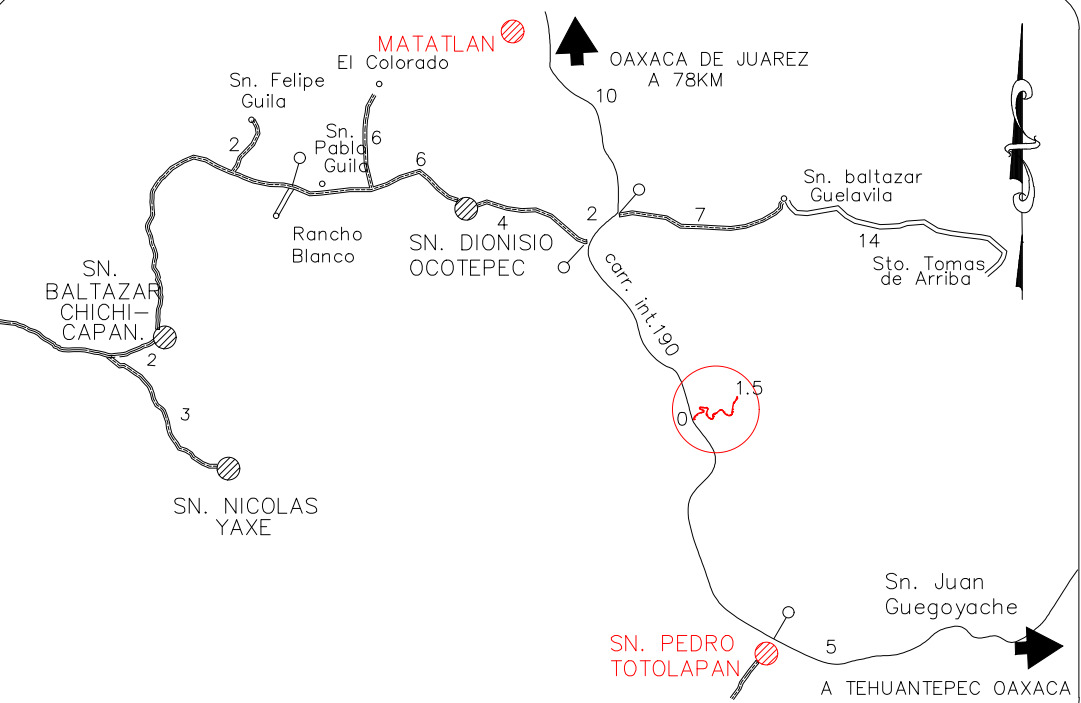 MATATLAN
El Colorado
OAXACA DE JUAREZ
A 78KM
Sn. Felipe
Guila
10
Sn.
Pablo
Guila
6
2
6
Sn. baltazar
Guelavila
2
7
4
14
Rancho
Blanco
SN. DIONISIO
OCOTEPEC
Sto. Tomas
de Arriba
SN.
BALTAZAR
CHICHI-
CAPAN.
carr. int.190
2
1.5
0
3
SN. NICOLAS
YAXE
Sn. Juan
Guegoyache
SN. PEDRO
TOTOLAPAN
5
A TEHUANTEPEC OAXACA